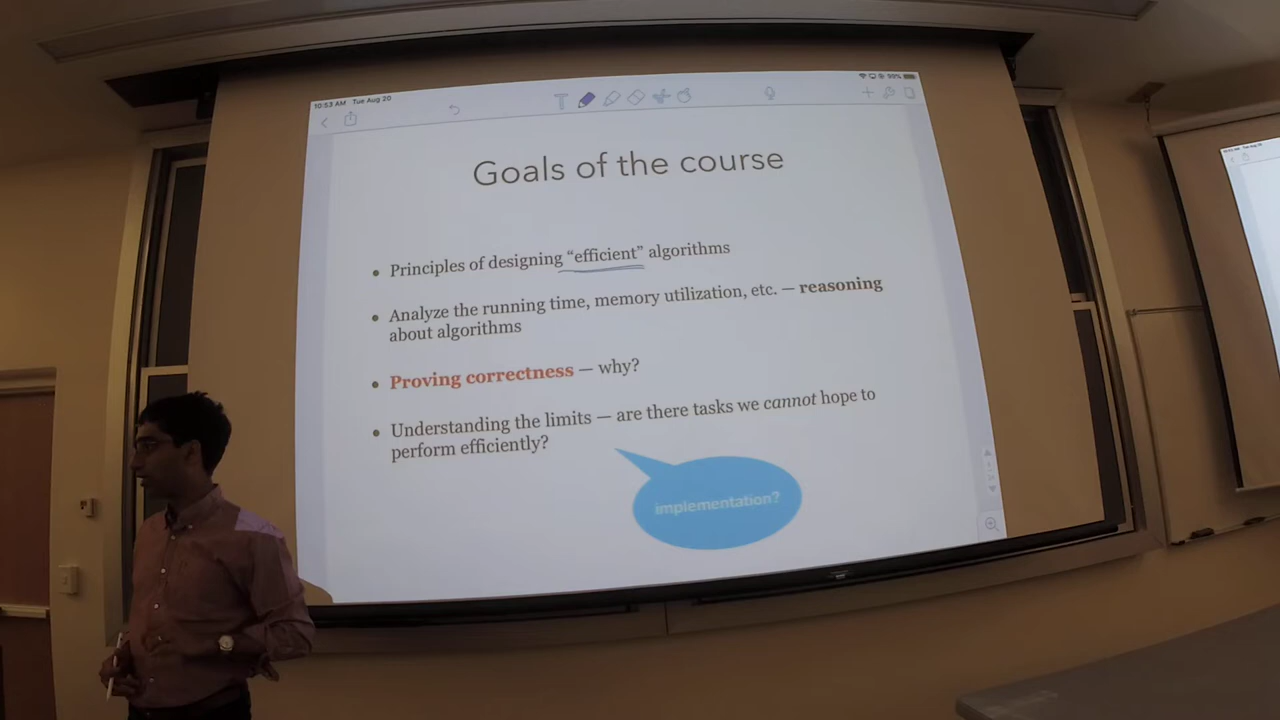 10:53 AM Tue Aug 20
99%
Goals of the course
• Principles of designing “efficient” algorithms
• Analyze the running time, memory utilization, etc. — reasoning
about algorithms
• Proving correctness — why?
• Understanding the limits — are there tasks we cannot hope to
perform efficiently?
implementation?